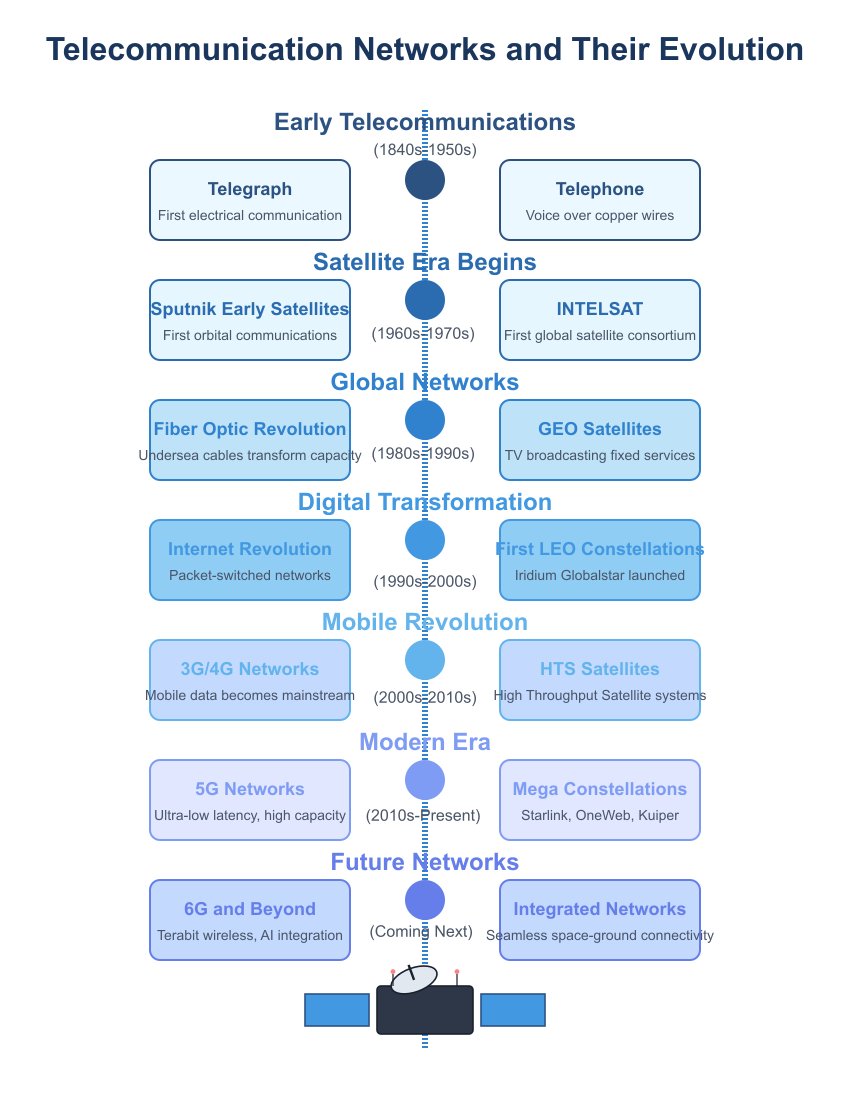 Telecommunication Networks and Their Evolution
Early Telecommunications
(1840s-1950s)
Telegraph
First electrical communication
Telephone
Voice over copper wires
Satellite Era Begins
Sputnik Early Satellites
First orbital communications
(1960s-1970s)
INTELSAT
First global satellite consortium
Global Networks
Fiber Optic Revolution
Undersea cables transform capacity
(1980s-1990s)
GEO Satellites
TV broadcasting fixed services
Digital Transformation
Internet Revolution
Packet-switched networks
(1990s-2000s)
First LEO Constellations
Iridium Globalstar launched
Mobile Revolution
3G/4G Networks
Mobile data becomes mainstream
(2000s-2010s)
HTS Satellites
High Throughput Satellite systems
Modern Era
5G Networks
Ultra-low latency, high capacity
(2010s-Present)
Mega Constellations
Starlink, OneWeb, Kuiper
Future Networks
6G and Beyond
Terabit wireless, AI integration
(Coming Next)
Integrated Networks
Seamless space-ground connectivity